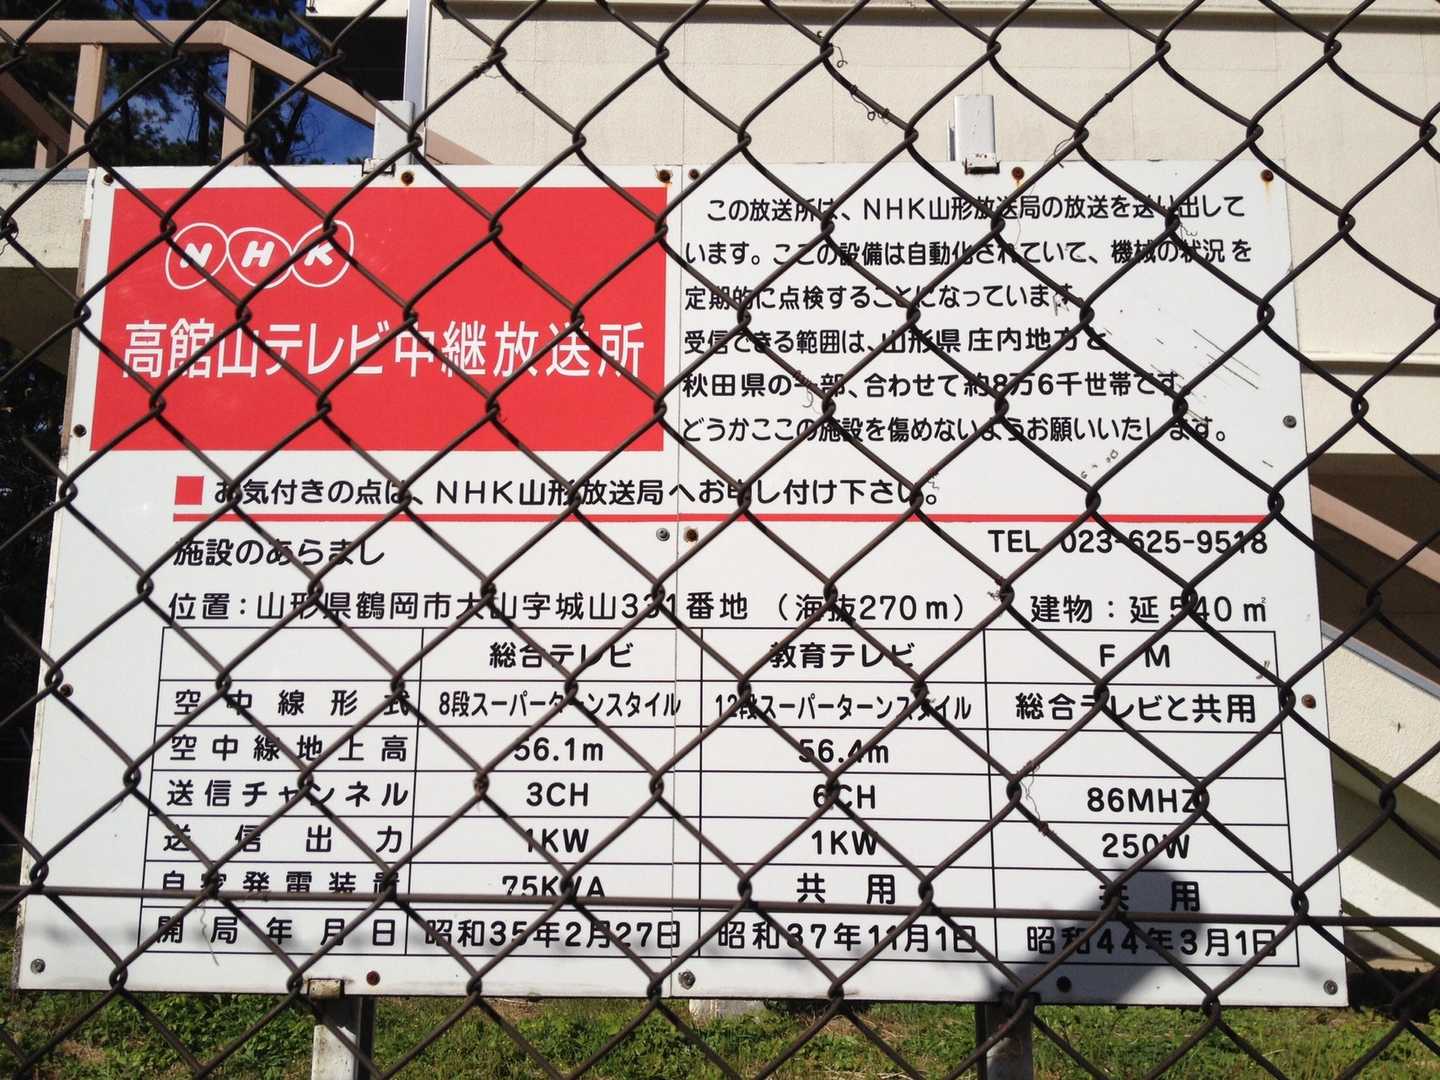 NHK
高館山テレビ中継放送所
この放送所は、NHK山形放送局の放送を送り出して
います。ここの設備は自動化されていて、機械の状況を
定期的に点検することになっています。
受信できる範囲は、山形県庄内地方と
秋田県の一部、合わせて約8万6千世帯です。
どうかここの施設を傷めないようお願いいたします。
■お気付きの点は、NHK山形放送局へお申し付け下さい。
TEL 023-625-9518
施設のあらまし
位置：山形県鶴岡市大山字城山331番地（海抜270m） 建物：延540㎡
総合テレビ 教育テレビ FM
空中線形式 8段スーパーターンスタイル 12段スーパーターンスタイル 総合テレビと共用
空中線地上高 56.1m 56.4m
送信チャンネル 3CH 6CH 86MHZ
送信出力 1KW 1KW 250W
自家発電装置 75KVA 共用 共用
開局年月日 昭和35年2月27日 昭和37年11月1日 昭和44年3月1日